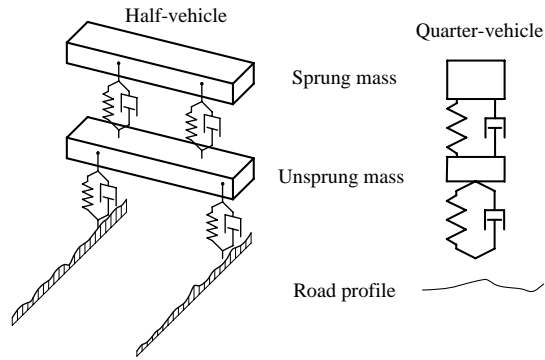 Half-vehicle
Quarter-vehicle
Sprung mass
Unsprung mass
Road profile